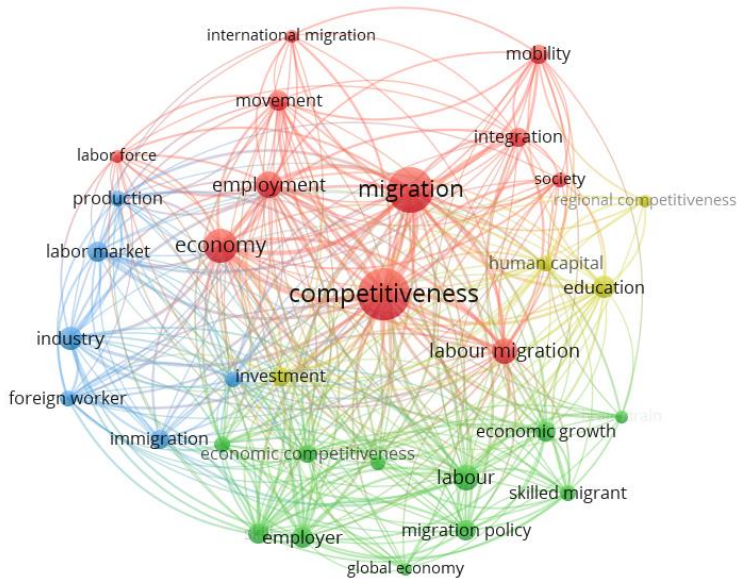 international migration
mobility
movement
integration
labor force
society
production
employment
migration
regional competitiveness
economy
labor market
human capital
education
competitiveness
industry
labour migration
investment
foreign worker
economic growth
immigration
economic competitiveness
labour
skilled migrant
migration policy
employer
global economy